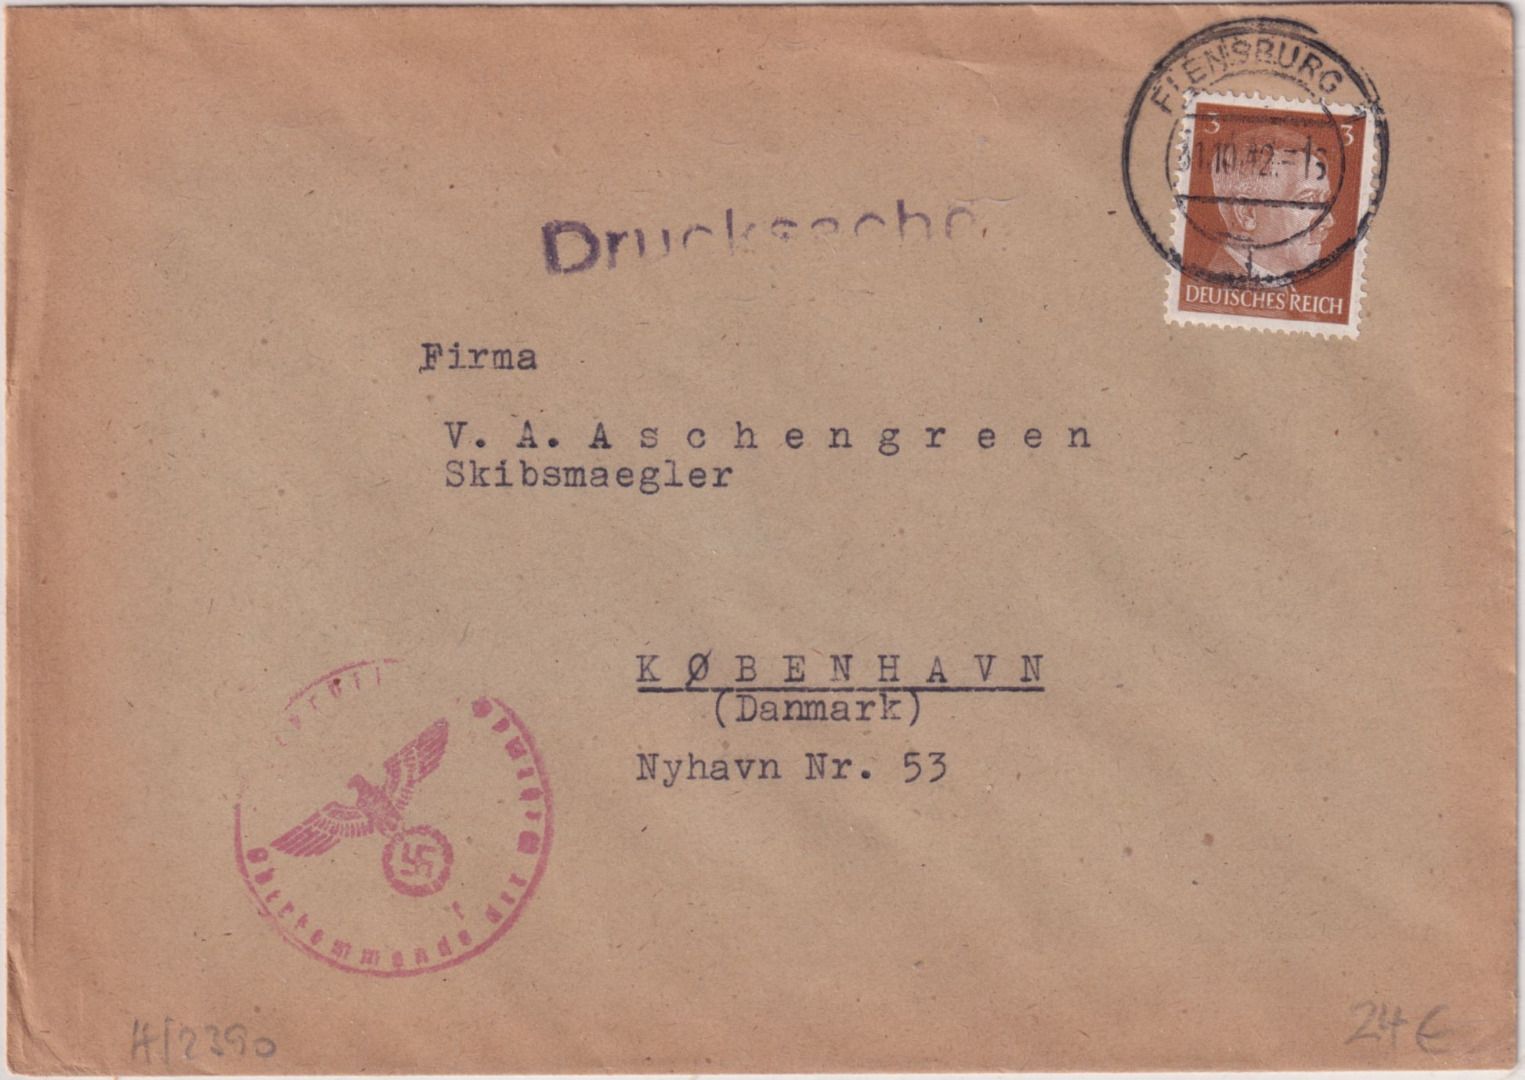 FLENSBURG
31.10.42.-
1
3 3
DEUTSCHES REICH
Drucksache
Firma
V. A. Aschengreen
Skibsmaegler
KØBENHAVN
(Danmark)
Nyhavn Nr. 53
Oberkommando der Wehrmacht
H/2390
24 €